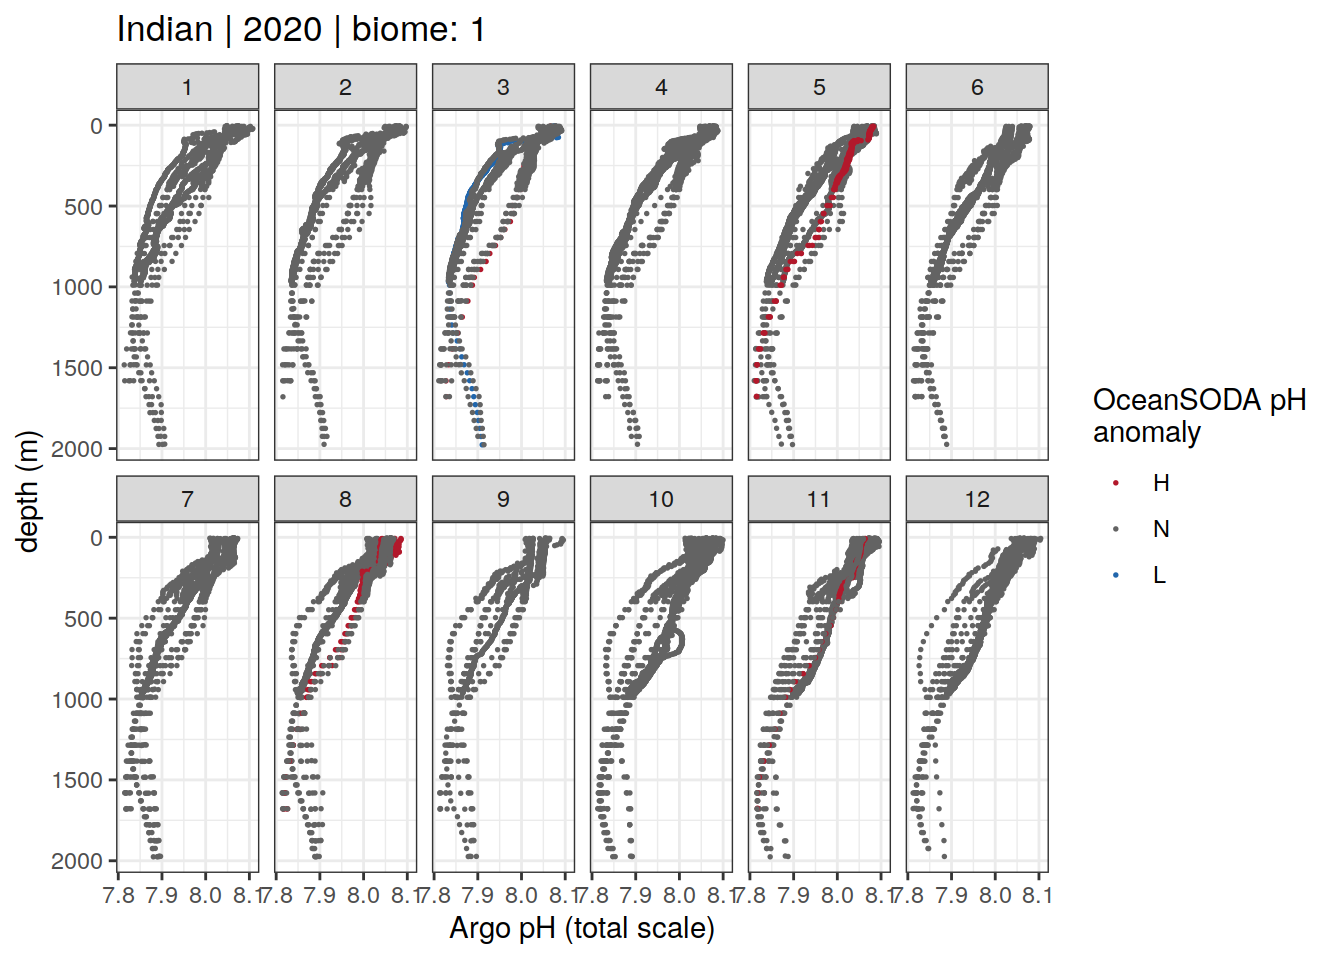 Indian | 2020 | biome: 1
1 2 3 4 5 6
0
500
1000
1500
2000
7 8 9 10 11 12
0
500
1000
1500
2000
7.8 7.9 8.0 8.1 7.8 7.9 8.0 8.1 7.8 7.9 8.0 8.1 7.8 7.9 8.0 8.1 7.8 7.9 8.0 8.1 7.8 7.9 8.0 8.1
Argo pH (total scale)
depth (m)
OceanSODA pH
anomaly
H
N
L